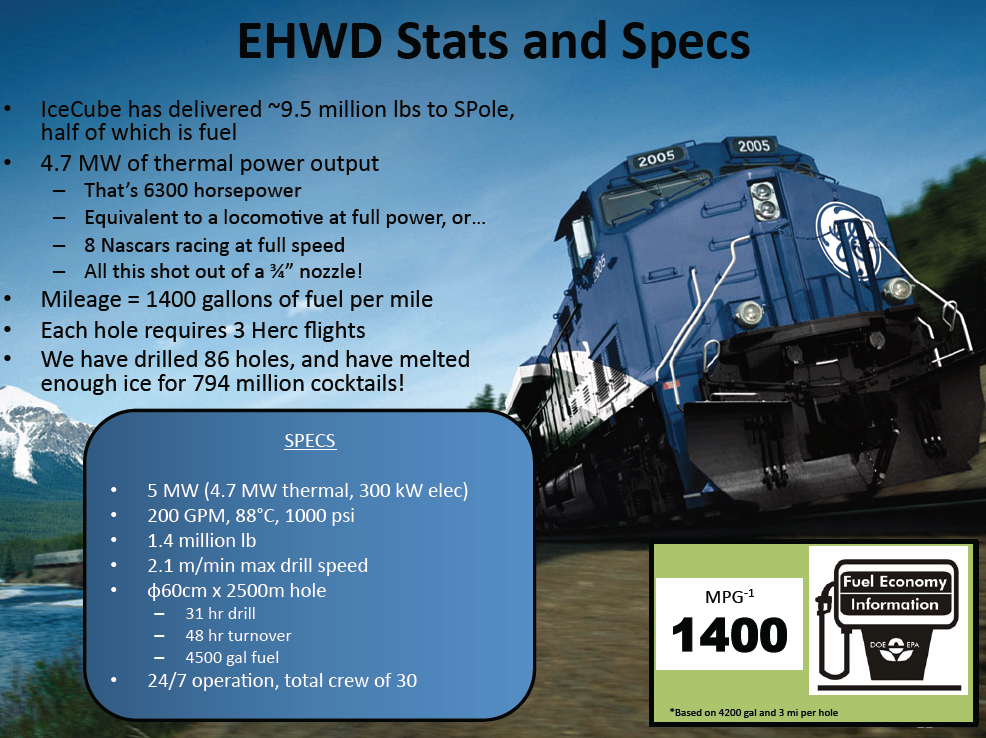 EHWD Stats and Specs
• IceCube has delivered ~9.5 million lbs to SPole,
half of which is fuel
• 4.7 MW of thermal power output
– That's 6300 horsepower
– Equivalent to a locomotive at full power, or…
– 8 Nascars racing at full speed
– All this shot out of a ¾” nozzle!
• Mileage = 1400 gallons of fuel per mile
• Each hole requires 3 Herc flights
• We have drilled 86 holes, and have melted
enough ice for 794 million cocktails!
2005
2005
2005
GE
SPECS
• 5 MW (4.7 MW thermal, 300 kW elec)
• 200 GPM, 88°C, 1000 psi
• 1.4 million lb
• 2.1 m/min max drill speed
• ϕ60cm x 2500m hole
– 31 hr drill
– 48 hr turnover
– 4500 gal fuel
• 24/7 operation, total crew of 30
MPG⁻¹
1400
*Based on 4200 gal and 3 mi per hole
Fuel Economy
Information
DOE EPA